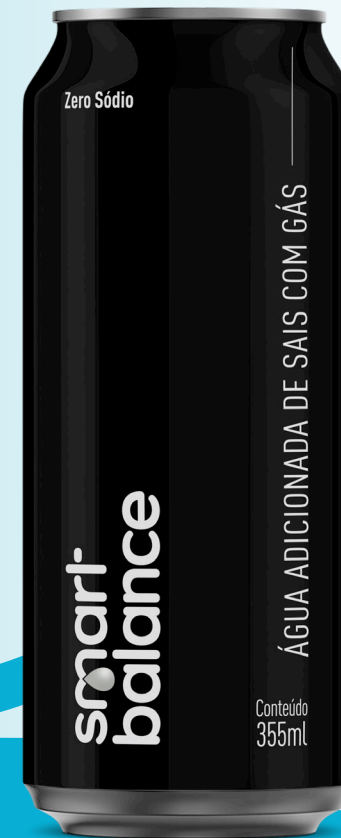 Zero Sódio
smart
balance
ÁGUA ADICIONADA DE SAIS COM GÁS
Conteúdo
355ml